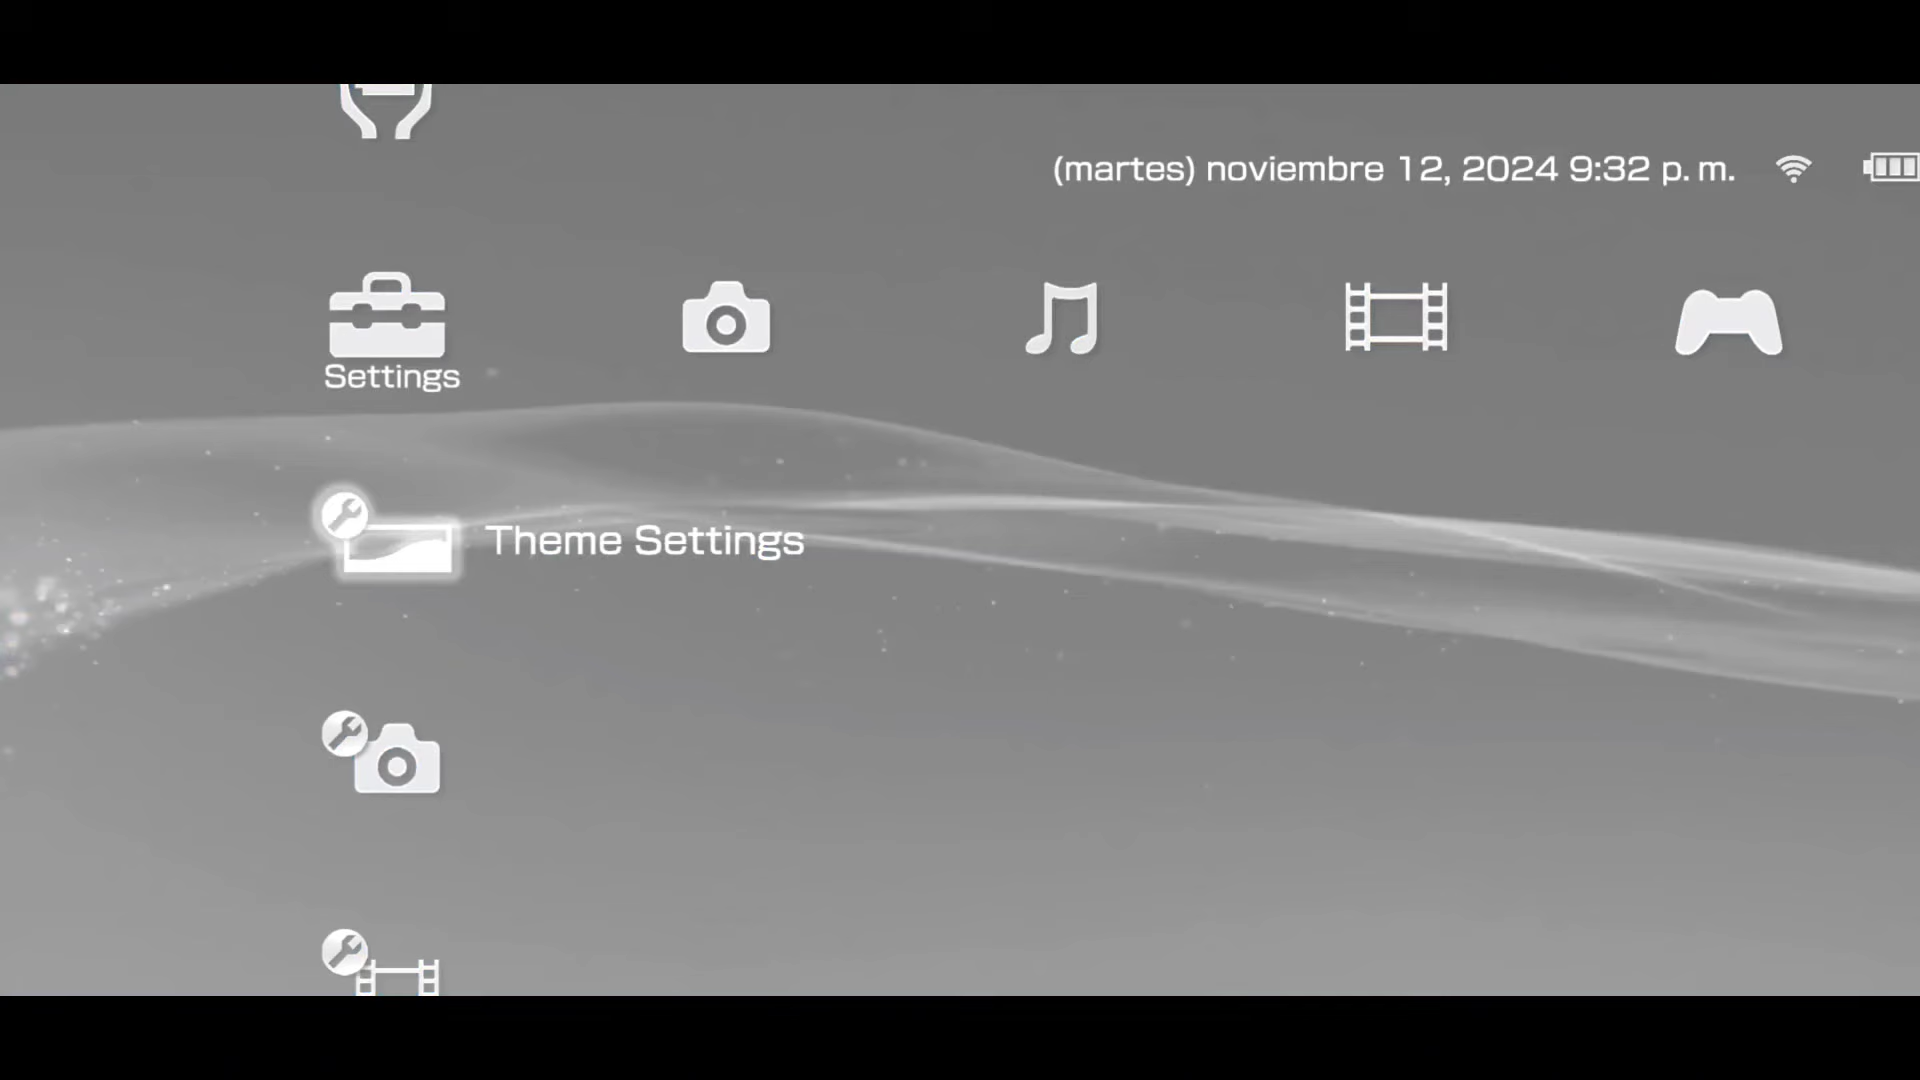 (martes) noviembre 12, 2024 9:32 p. m.
Settings
Theme Settings